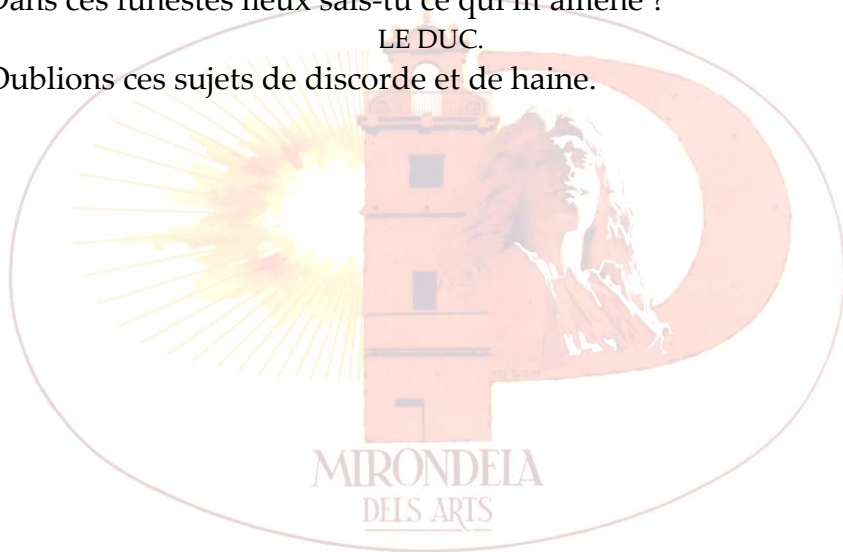 Dans ces funestes lieux sais-tu ce qui m'amène ?
LE DUC.
Oublions ces sujets de discorde et de haine.
MIRONDELA
DELS ARTS